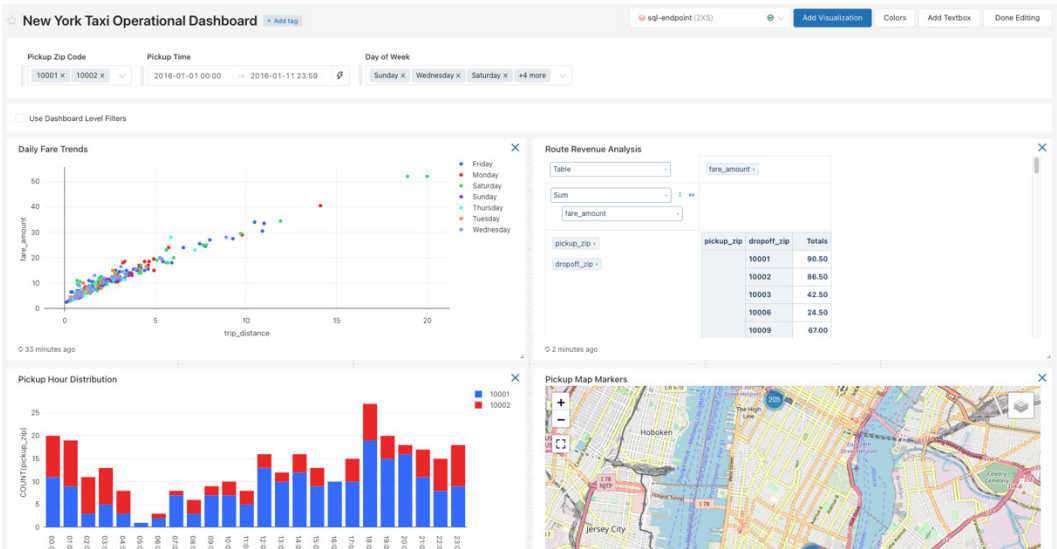 New York Taxi Operational Dashboard
+ Add tag
sql-endpoint (2XS)
Add Visualization
Colors
Add Textbox
Done Editing
Pickup Zip Code
Pickup Time
Day of Week
10001 × 10002 ×
2016-01-01 00:00 → 2016-01-11 23:59
Sunday × Wednesday × Saturday × +4 more
Use Dashboard Level Filters
Daily Fare Trends
fare_amount
50
40
30
20
10
0
0 5 10 15 20
trip_distance
Friday
Monday
Saturday
Sunday
Thursday
Tuesday
Wednesday
33 minutes ago
Route Revenue Analysis
Table
fare_amount
Sum
fare_amount
pickup_zip
dropoff_zip
pickup_zip dropoff_zip Totals
10001 90.50
10002 86.50
10003 42.50
10006 24.50
10009 67.00
2 minutes ago
Pickup Hour Distribution
COUNT(pickup_zip)
25
20
15
10
5
0
10001
10002
Pickup Map Markers
+
−
205
The High
Line
Hoboken
I 78
NJTP
I 78
Jersey City